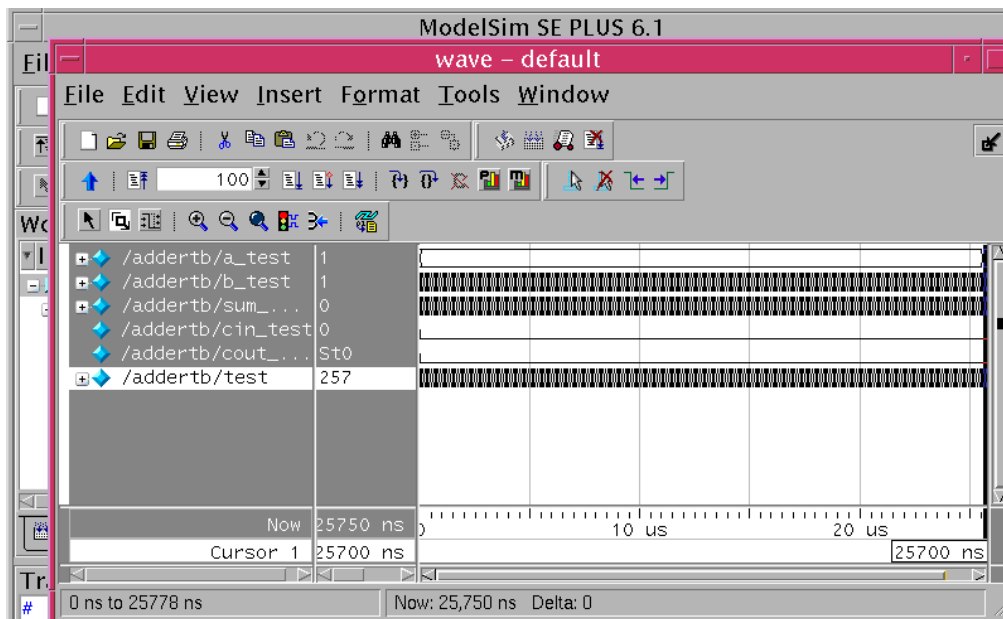 ModelSim SE PLUS 6.1
Fil
wave – default
File Edit View Insert Format Tools Window
100
Wo
/addertb/a_test 1
/addertb/b_test 1
/addertb/sum_... 0
/addertb/cin_test 0
/addertb/cout_... St0
/addertb/test 257
Now 25750 ns 10 us 20 us
Cursor 1 25700 ns 25700 ns
Tr
0 ns to 25778 ns Now: 25,750 ns Delta: 0
#